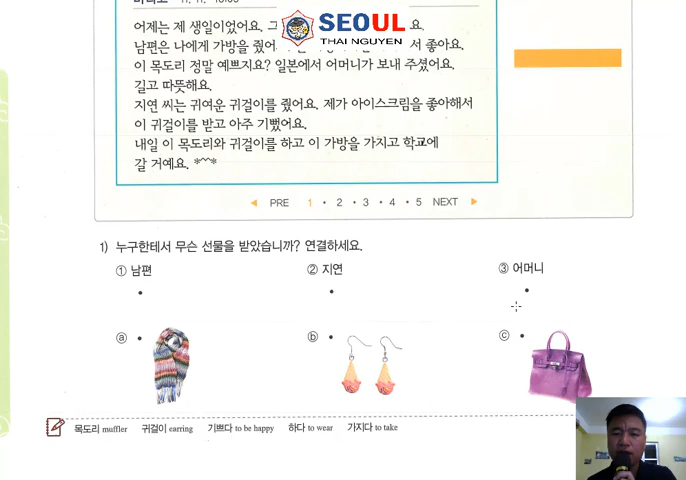 어제는 제 생일이었어요. 그 요.
SEOUL
THAI NGUYEN
남편은 나에게 가방을 줬어 서 좋아요.
이 목도리 정말 예쁘지요? 일본에서 어머니가 보내 주셨어요.
길고 따뜻해요.
지연 씨는 귀여운 귀걸이를 줬어요. 제가 아이스크림을 좋아해서
이 귀걸이를 받고 아주 기뻤어요.
내일 이 목도리와 귀걸이를 하고 이 가방을 가지고 학교에
갈 거예요. *^^*
PRE 1 • 2 • 3 • 4 • 5 NEXT
1) 누구한테서 무슨 선물을 받았습니까? 연결하세요.
① 남편 ② 지연 ③ 어머니
ⓐ ⓑ ⓒ
목도리 muffler 귀걸이 earring 기쁘다 to be happy 하다 to wear 가지다 to take